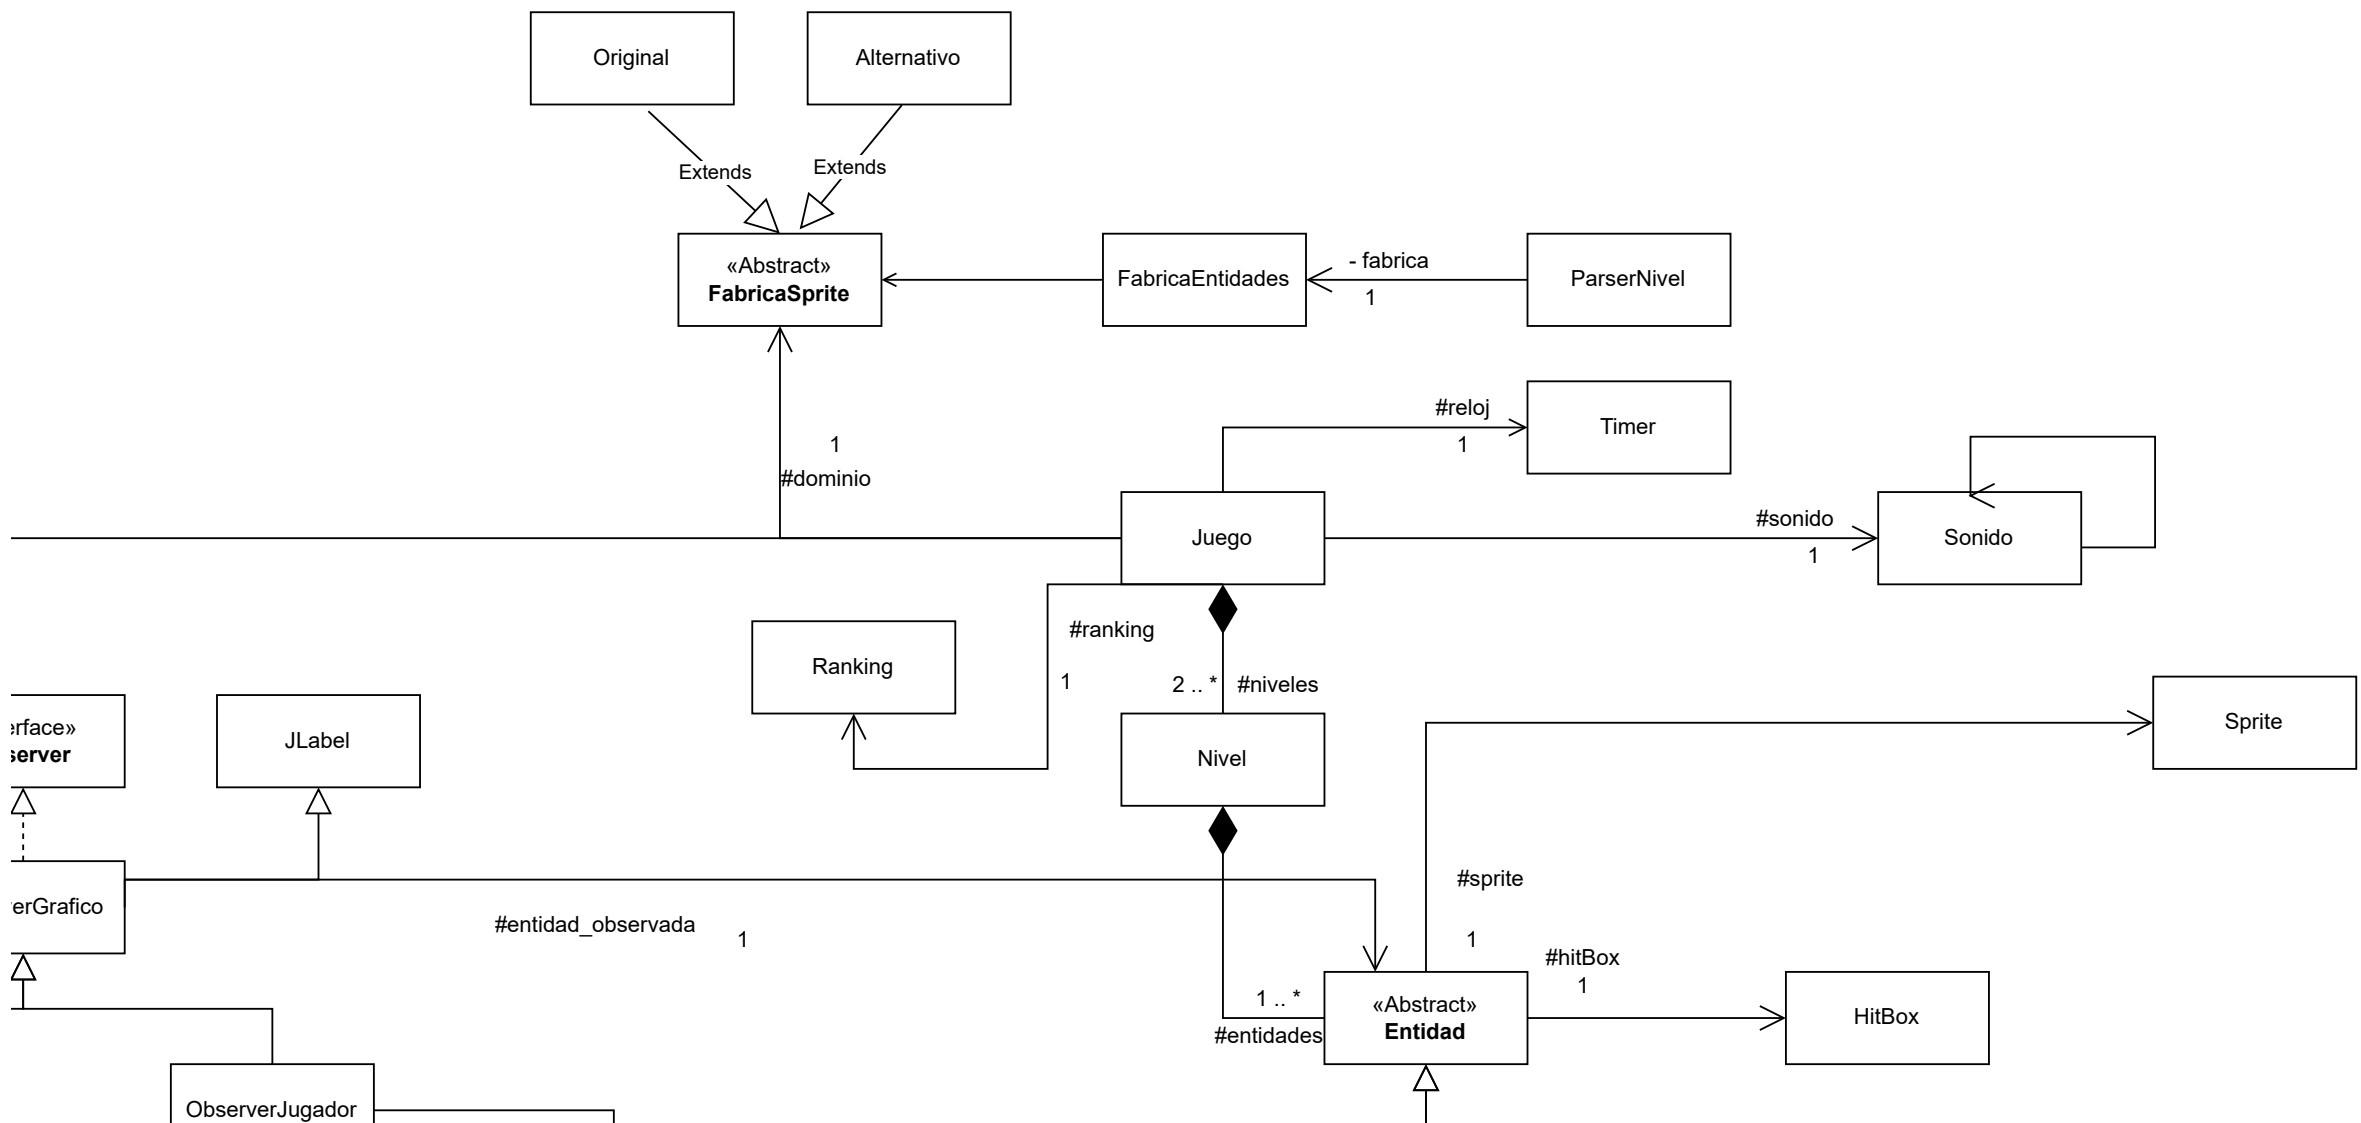 Original
Alternativo
Extends
Extends
«Abstract»
FabricaSprite
FabricaEntidades
- fabrica
1
ParserNivel
#reloj
1
Timer
1
#dominio
Juego
#sonido
1
Sonido
#ranking
1
Ranking
2 .. *
#niveles
Nivel
Sprite
erface»
server
JLabel
erGrafico
#entidad_observada
1
#sprite
1
#hitBox
1
1 .. *
#entidades
«Abstract»
Entidad
HitBox
ObserverJugador